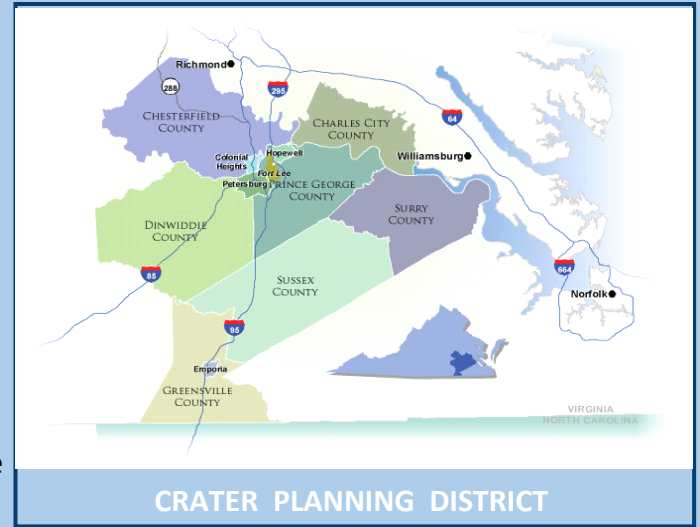 Richmond
288
295
CHESTERFIELD
COUNTY
CHARLES CITY
COUNTY
64
Colonial
Heights
Hopewell
Williamsburg
Fort Lee
Petersburg
PRINCE GEORGE
COUNTY
SURRY
COUNTY
DINWIDDIE
COUNTY
85
SUSSEX
COUNTY
664
Norfolk
95
Emporia
GREENSVILLE
COUNTY
VIRGINIA
NORTH CAROLINA
e
CRATER PLANNING DISTRICT